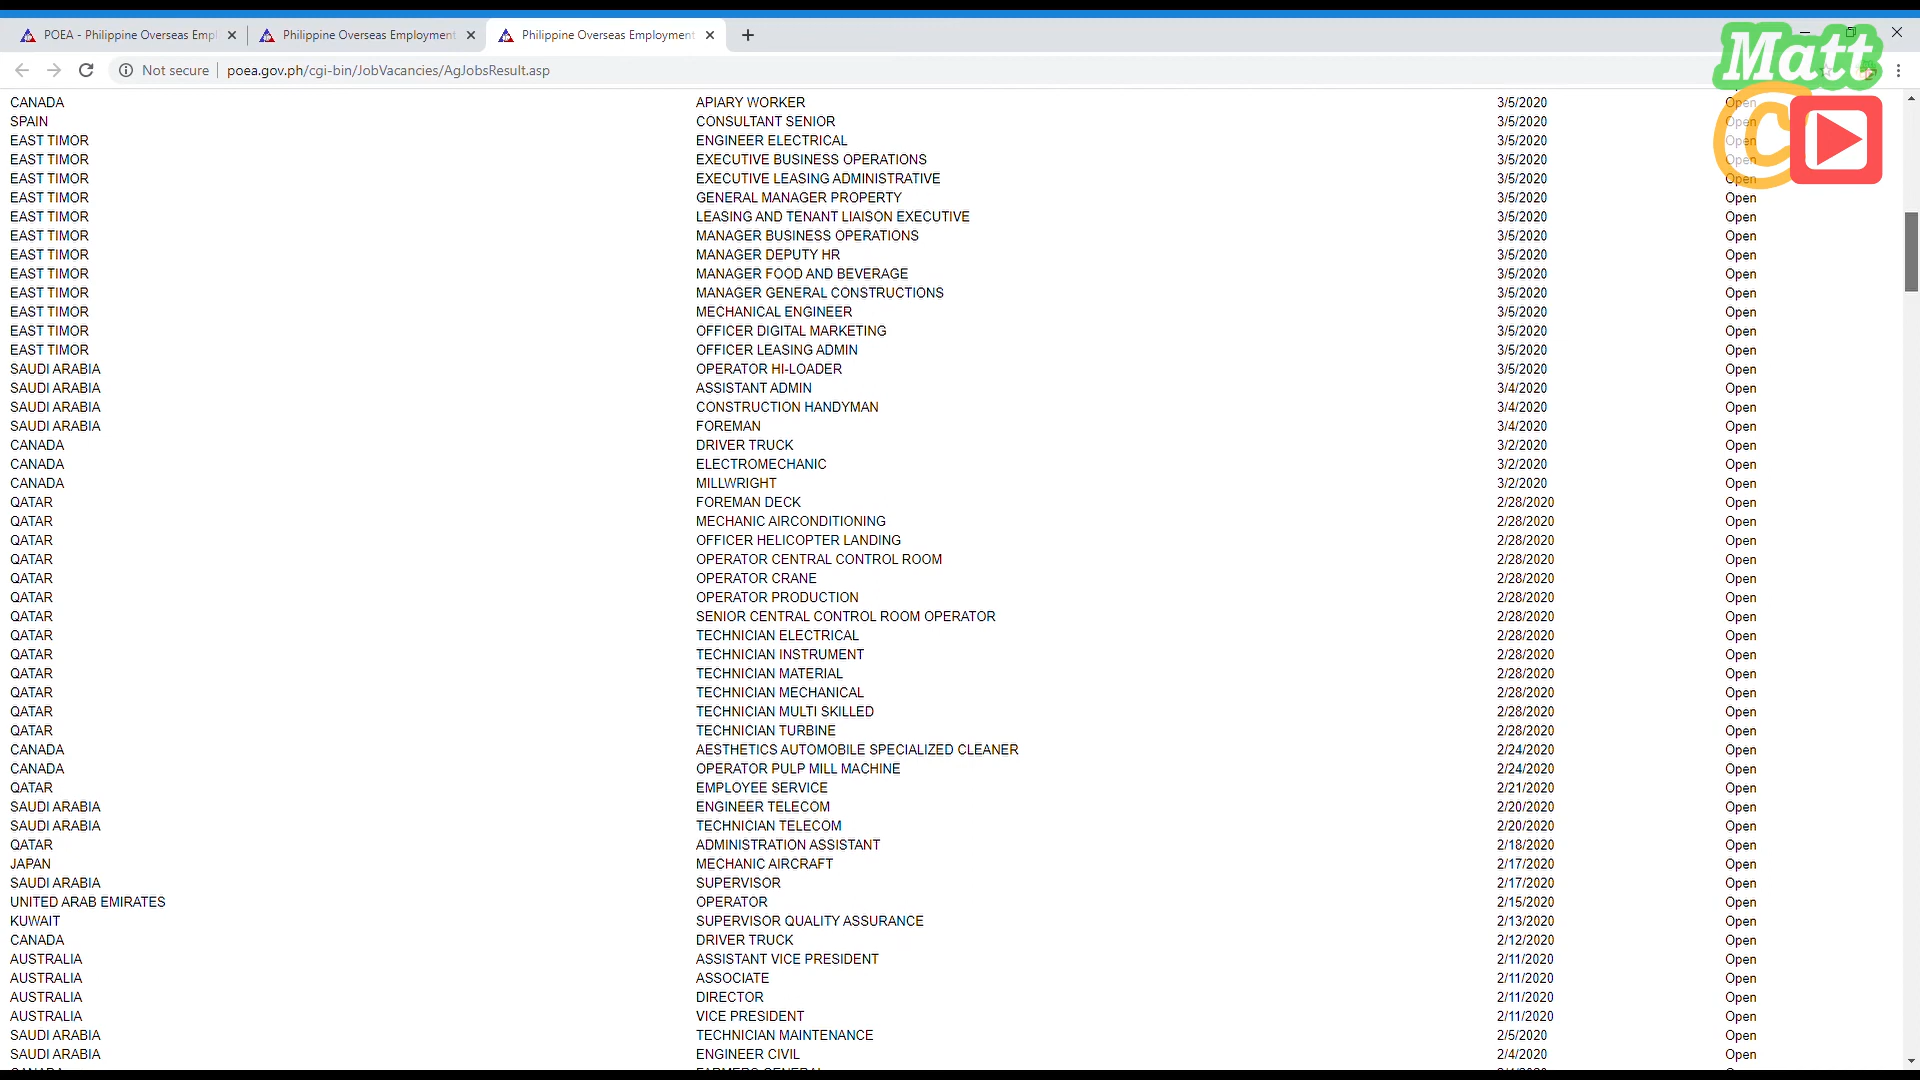 POEA - Philippine Overseas Empl
Philippine Overseas Employment
Philippine Overseas Employment
Not secure poea.gov.ph/cgi-bin/JobVacancies/AgJobsResult.asp
Matt
C
CANADA APIARY WORKER 3/5/2020 Open
SPAIN CONSULTANT SENIOR 3/5/2020 Open
EAST TIMOR ENGINEER ELECTRICAL 3/5/2020 Open
EAST TIMOR EXECUTIVE BUSINESS OPERATIONS 3/5/2020 Open
EAST TIMOR EXECUTIVE LEASING ADMINISTRATIVE 3/5/2020 Open
EAST TIMOR GENERAL MANAGER PROPERTY 3/5/2020 Open
EAST TIMOR LEASING AND TENANT LIAISON EXECUTIVE 3/5/2020 Open
EAST TIMOR MANAGER BUSINESS OPERATIONS 3/5/2020 Open
EAST TIMOR MANAGER DEPUTY HR 3/5/2020 Open
EAST TIMOR MANAGER FOOD AND BEVERAGE 3/5/2020 Open
EAST TIMOR MANAGER GENERAL CONSTRUCTIONS 3/5/2020 Open
EAST TIMOR MECHANICAL ENGINEER 3/5/2020 Open
EAST TIMOR OFFICER DIGITAL MARKETING 3/5/2020 Open
EAST TIMOR OFFICER LEASING ADMIN 3/5/2020 Open
SAUDI ARABIA OPERATOR HI-LOADER 3/5/2020 Open
SAUDI ARABIA ASSISTANT ADMIN 3/4/2020 Open
SAUDI ARABIA CONSTRUCTION HANDYMAN 3/4/2020 Open
SAUDI ARABIA FOREMAN 3/4/2020 Open
CANADA DRIVER TRUCK 3/2/2020 Open
CANADA ELECTROMECHANIC 3/2/2020 Open
CANADA MILLWRIGHT 3/2/2020 Open
QATAR FOREMAN DECK 2/28/2020 Open
QATAR MECHANIC AIRCONDITIONING 2/28/2020 Open
QATAR OFFICER HELICOPTER LANDING 2/28/2020 Open
QATAR OPERATOR CENTRAL CONTROL ROOM 2/28/2020 Open
QATAR OPERATOR CRANE 2/28/2020 Open
QATAR OPERATOR PRODUCTION 2/28/2020 Open
QATAR SENIOR CENTRAL CONTROL ROOM OPERATOR 2/28/2020 Open
QATAR TECHNICIAN ELECTRICAL 2/28/2020 Open
QATAR TECHNICIAN INSTRUMENT 2/28/2020 Open
QATAR TECHNICIAN MATERIAL 2/28/2020 Open
QATAR TECHNICIAN MECHANICAL 2/28/2020 Open
QATAR TECHNICIAN MULTI SKILLED 2/28/2020 Open
QATAR TECHNICIAN TURBINE 2/28/2020 Open
CANADA AESTHETICS AUTOMOBILE SPECIALIZED CLEANER 2/24/2020 Open
CANADA OPERATOR PULP MILL MACHINE 2/24/2020 Open
QATAR EMPLOYEE SERVICE 2/21/2020 Open
SAUDI ARABIA ENGINEER TELECOM 2/20/2020 Open
SAUDI ARABIA TECHNICIAN TELECOM 2/20/2020 Open
QATAR ADMINISTRATION ASSISTANT 2/18/2020 Open
JAPAN MECHANIC AIRCRAFT 2/17/2020 Open
SAUDI ARABIA SUPERVISOR 2/17/2020 Open
UNITED ARAB EMIRATES OPERATOR 2/15/2020 Open
KUWAIT SUPERVISOR QUALITY ASSURANCE 2/13/2020 Open
CANADA DRIVER TRUCK 2/12/2020 Open
AUSTRALIA ASSISTANT VICE PRESIDENT 2/11/2020 Open
AUSTRALIA ASSOCIATE 2/11/2020 Open
AUSTRALIA DIRECTOR 2/11/2020 Open
AUSTRALIA VICE PRESIDENT 2/11/2020 Open
SAUDI ARABIA TECHNICIAN MAINTENANCE 2/5/2020 Open
SAUDI ARABIA ENGINEER CIVIL 2/4/2020 Open